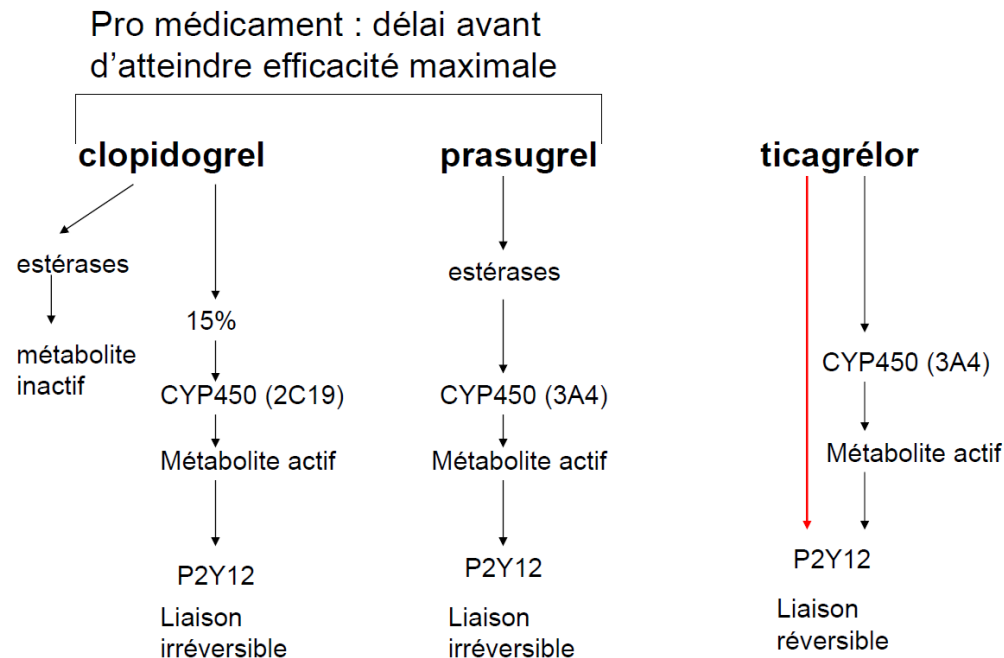 Pro médicament : délai avant
d'atteindre efficacité maximale
clopidogrel
prasugrel
ticagrélor
estérases
métabolite
inactif
15%
CYP450 (2C19)
Métabolite actif
P2Y12
Liaison
irréversible
estérases
CYP450 (3A4)
Métabolite actif
P2Y12
Liaison
irréversible
CYP450 (3A4)
Métabolite actif
P2Y12
Liaison
réversible